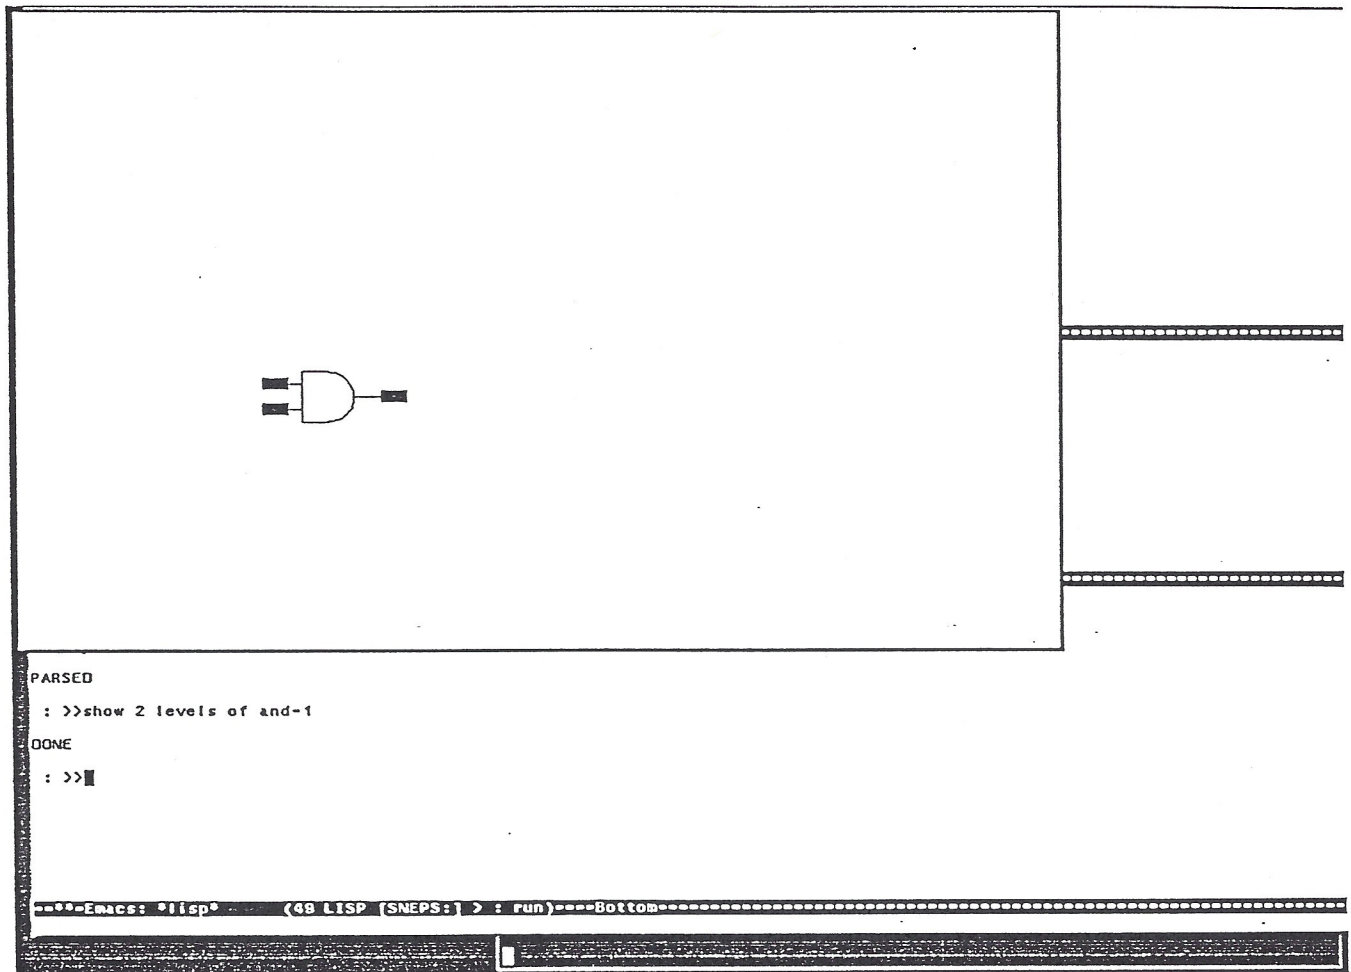 PARSED
: >>show 2 levels of and-1
DONE
: >>
--**-Emacs: *lisp* (48 LISP [SNEPS:] > : run)----Bottom